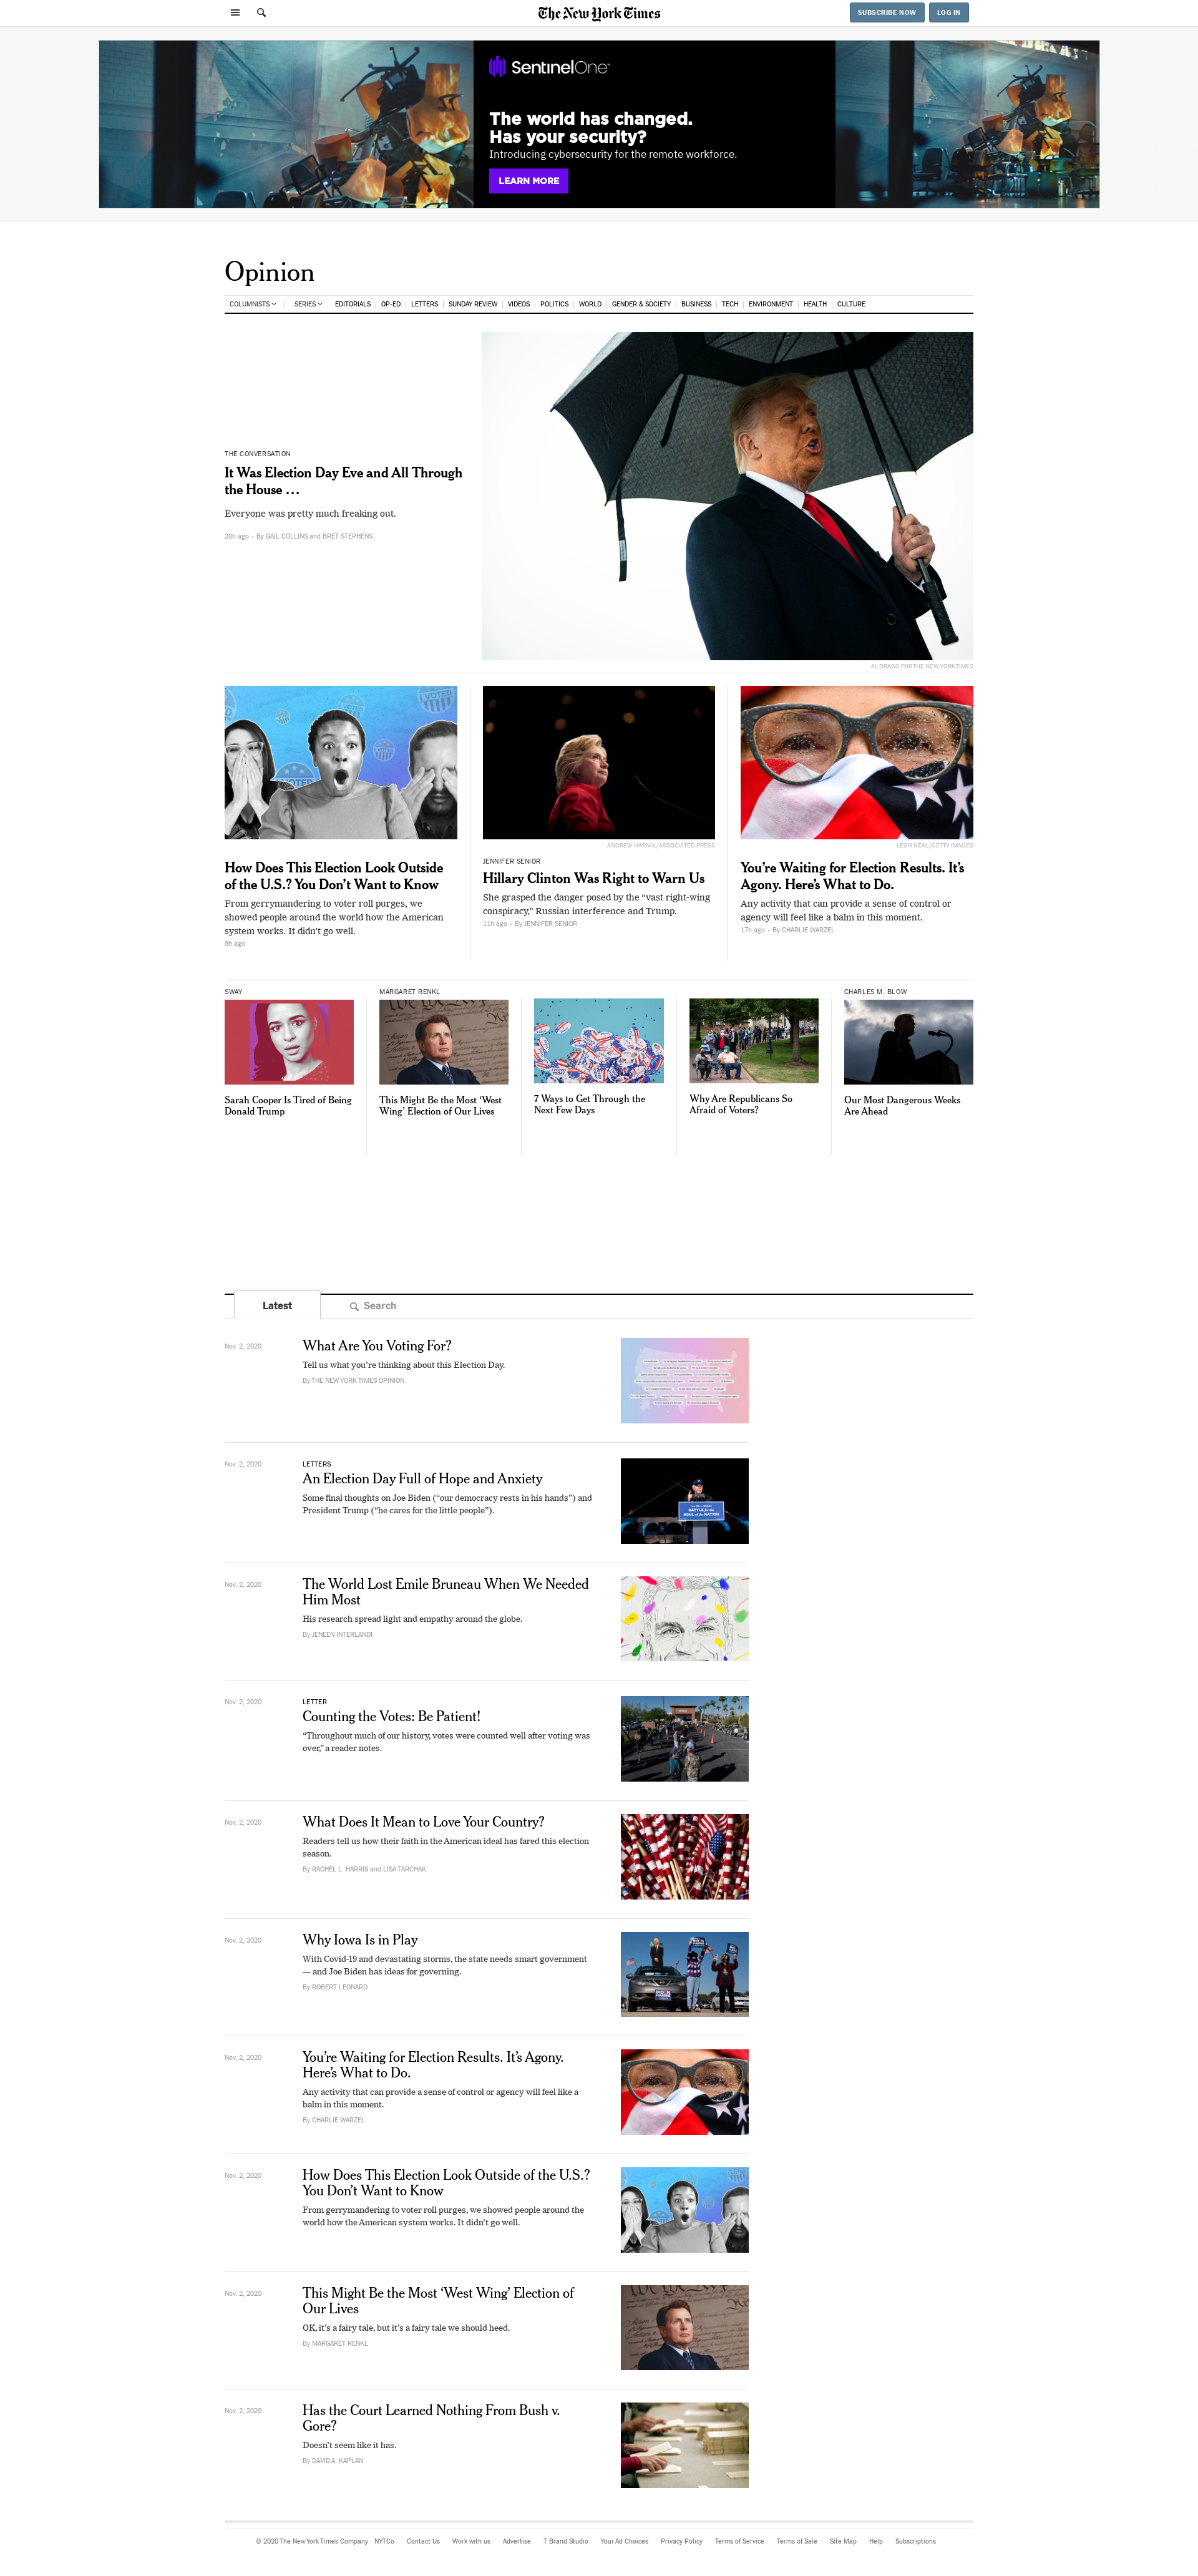 The New York Times
SUBSCRIBE NOW
LOG IN
SentinelOne™
The world has changed.
Has your security?
Introducing cybersecurity for the remote workforce.
LEARN MORE
Opinion
COLUMNISTS | SERIES EDITORIALS | OP-ED | LETTERS | SUNDAY REVIEW | VIDEOS | POLITICS | WORLD | GENDER & SOCIETY | BUSINESS | TECH | ENVIRONMENT | HEALTH | CULTURE
THE CONVERSATION
It Was Election Day Eve and All Through
the House …
Everyone was pretty much freaking out.
20h ago • By GAIL COLLINS and BRET STEPHENS
AL DRAGO FOR THE NEW YORK TIMES
How Does This Election Look Outside
of the U.S.? You Don’t Want to Know
From gerrymandering to voter roll purges, we
showed people around the world how the American
system works. It didn’t go well.
8h ago
ANDREW HARNIK/ASSOCIATED PRESS
JENNIFER SENIOR
Hillary Clinton Was Right to Warn Us
She grasped the danger posed by the “vast right-wing
conspiracy,” Russian interference and Trump.
11h ago • By JENNIFER SENIOR
LEON NEAL/GETTY IMAGES
You’re Waiting for Election Results. It’s
Agony. Here’s What to Do.
Any activity that can provide a sense of control or
agency will feel like a balm in this moment.
17h ago • By CHARLIE WARZEL
SWAY
Sarah Cooper Is Tired of Being
Donald Trump
MARGARET RENKL
This Might Be the Most ‘West
Wing’ Election of Our Lives
7 Ways to Get Through the
Next Few Days
Why Are Republicans So
Afraid of Voters?
CHARLES M. BLOW
Our Most Dangerous Weeks
Are Ahead
Latest
Search
Nov. 2, 2020
What Are You Voting For?
Tell us what you’re thinking about this Election Day.
By THE NEW YORK TIMES OPINION
Nov. 2, 2020
LETTERS
An Election Day Full of Hope and Anxiety
Some final thoughts on Joe Biden (“our democracy rests in his hands”) and
President Trump (“he cares for the little people”).
BATTLE for the
SOUL of the NATION
Nov. 2, 2020
The World Lost Emile Bruneau When We Needed
Him Most
His research spread light and empathy around the globe.
By JENEEN INTERLANDI
Nov. 2, 2020
LETTER
Counting the Votes: Be Patient!
“Throughout much of our history, votes were counted well after voting was
over,” a reader notes.
Nov. 2, 2020
What Does It Mean to Love Your Country?
Readers tell us how their faith in the American ideal has fared this election
season.
By RACHEL L. HARRIS and LISA TARCHAK
Nov. 2, 2020
Why Iowa Is in Play
With Covid-19 and devastating storms, the state needs smart government
— and Joe Biden has ideas for governing.
By ROBERT LEONARD
Nov. 2, 2020
You’re Waiting for Election Results. It’s Agony.
Here’s What to Do.
Any activity that can provide a sense of control or agency will feel like a
balm in this moment.
By CHARLIE WARZEL
Nov. 2, 2020
How Does This Election Look Outside of the U.S.?
You Don’t Want to Know
From gerrymandering to voter roll purges, we showed people around the
world how the American system works. It didn’t go well.
Nov. 2, 2020
This Might Be the Most ‘West Wing’ Election of
Our Lives
OK, it’s a fairy tale, but it’s a fairy tale we should heed.
By MARGARET RENKL
Nov. 2, 2020
Has the Court Learned Nothing From Bush v.
Gore?
Doesn’t seem like it has.
By DAVID A. KAPLAN
© 2020 The New York Times Company NYTCo Contact Us Work with us Advertise T Brand Studio Your Ad Choices Privacy Policy Terms of Service Terms of Sale Site Map Help Subscriptions